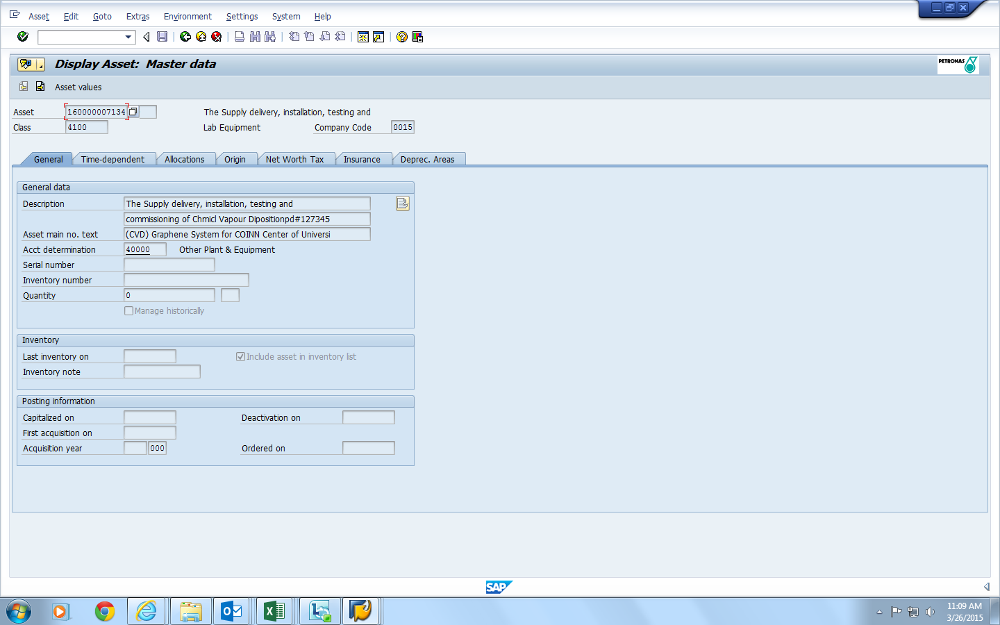 Asset Edit Goto Extras Environment Settings System Help
Display Asset: Master data
PETRONAS
Asset values
Asset 160000007134 The Supply delivery, installation, testing and
Class 4100 Lab Equipment Company Code 0015
General Time-dependent Allocations Origin Net Worth Tax Insurance Deprec. Areas
General data
Description The Supply delivery, installation, testing and
commissioning of Chmicl Vapour Dipositionpd#127345
Asset main no. text (CVD) Graphene System for COINN Center of Universi
Acct determination 40000 Other Plant & Equipment
Serial number
Inventory number
Quantity 0
Manage historically
Inventory
Last inventory on Include asset in inventory list
Inventory note
Posting information
Capitalized on Deactivation on
First acquisition on
Acquisition year 000 Ordered on
SAP
11:09 AM
3/26/2015